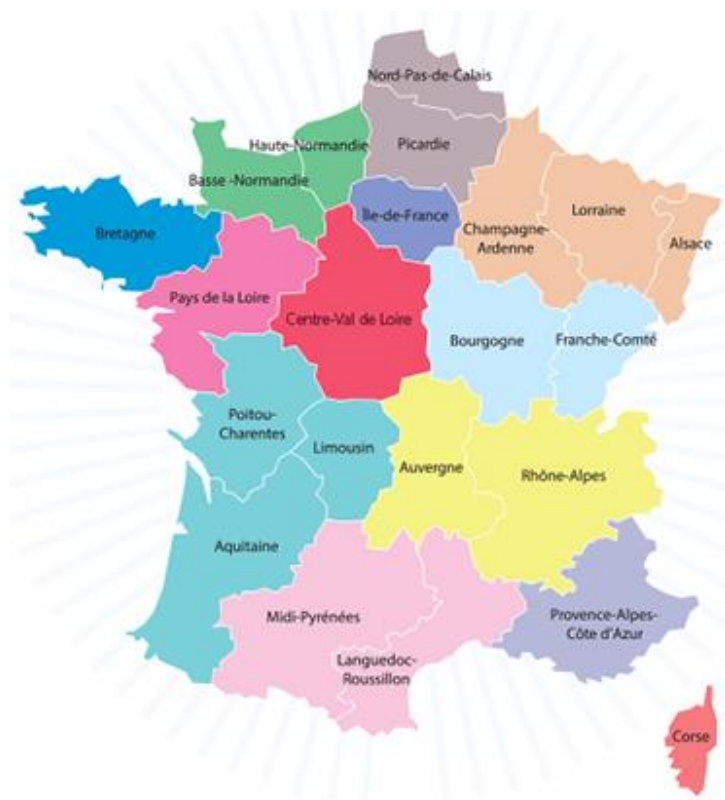 Nord-Pas-de-Calais
Haute-Normandie
Picardie
Basse -Normandie
Île-de-France
Lorraine
Champagne-
Ardenne
Bretagne
Alsace
Pays de la Loire
Centre-Val de Loire
Bourgogne
Franche-Comté
Poitou-
Charentes
Limousin
Auvergne
Rhône-Alpes
Aquitaine
Midi-Pyrénées
Provence-Alpes-
Côte d'Azur
Languedoc-
Roussillon
Corse